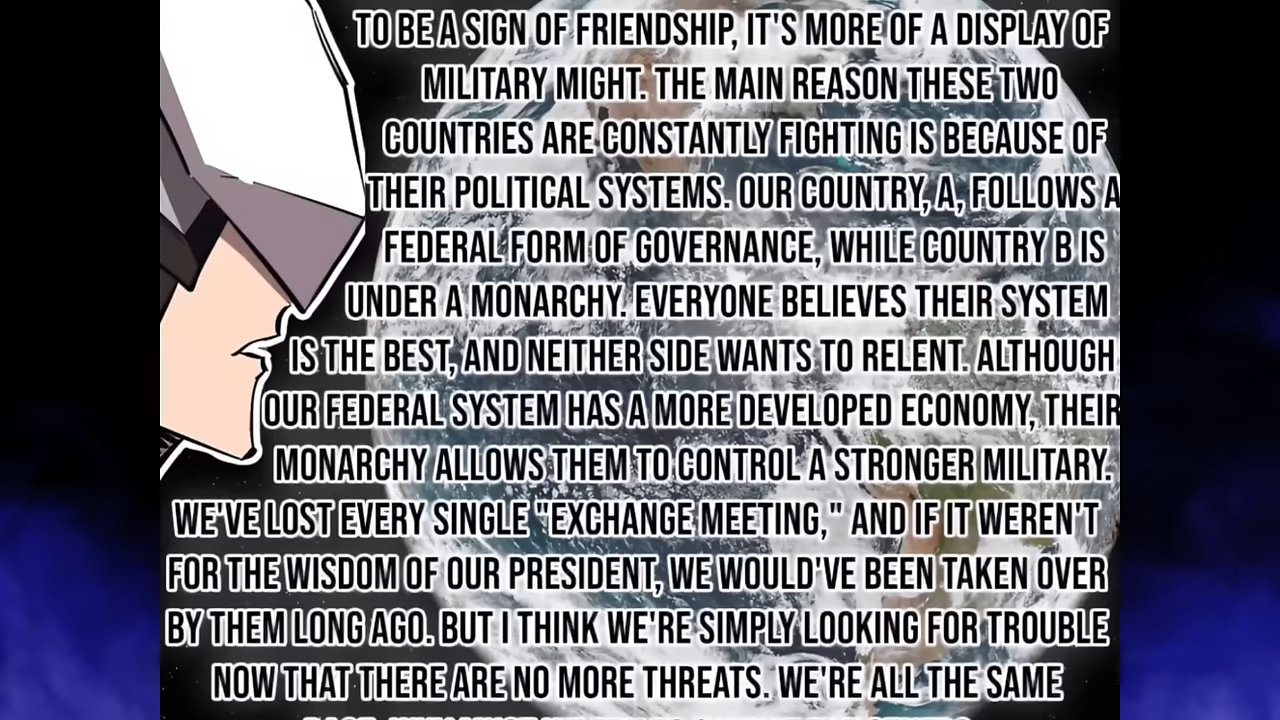 TO BE A SIGN OF FRIENDSHIP, IT'S MORE OF A DISPLAY OF
MILITARY MIGHT. THE MAIN REASON THESE TWO
COUNTRIES ARE CONSTANTLY FIGHTING IS BECAUSE OF
THEIR POLITICAL SYSTEMS. OUR COUNTRY, A, FOLLOWS A
FEDERAL FORM OF GOVERNANCE, WHILE COUNTRY B IS
UNDER A MONARCHY. EVERYONE BELIEVES THEIR SYSTEM
IS THE BEST, AND NEITHER SIDE WANTS TO RELENT. ALTHOUGH
OUR FEDERAL SYSTEM HAS A MORE DEVELOPED ECONOMY, THEIR
MONARCHY ALLOWS THEM TO CONTROL A STRONGER MILITARY.
WE'VE LOST EVERY SINGLE "EXCHANGE MEETING," AND IF IT WEREN'T
FOR THE WISDOM OF OUR PRESIDENT, WE WOULD'VE BEEN TAKEN OVER
BY THEM LONG AGO. BUT I THINK WE'RE SIMPLY LOOKING FOR TROUBLE
NOW THAT THERE ARE NO MORE THREATS. WE'RE ALL THE SAME